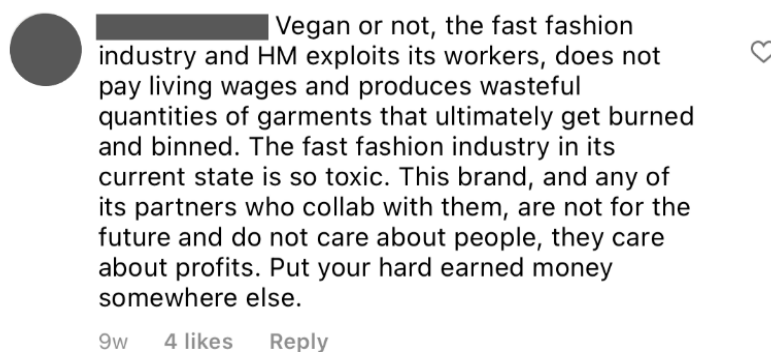 Vegan or not, the fast fashion
industry and HM exploits its workers, does not
pay living wages and produces wasteful
quantities of garments that ultimately get burned
and binned. The fast fashion industry in its
current state is so toxic. This brand, and any of
its partners who collab with them, are not for the
future and do not care about people, they care
about profits. Put your hard earned money
somewhere else.
9w 4 likes Reply